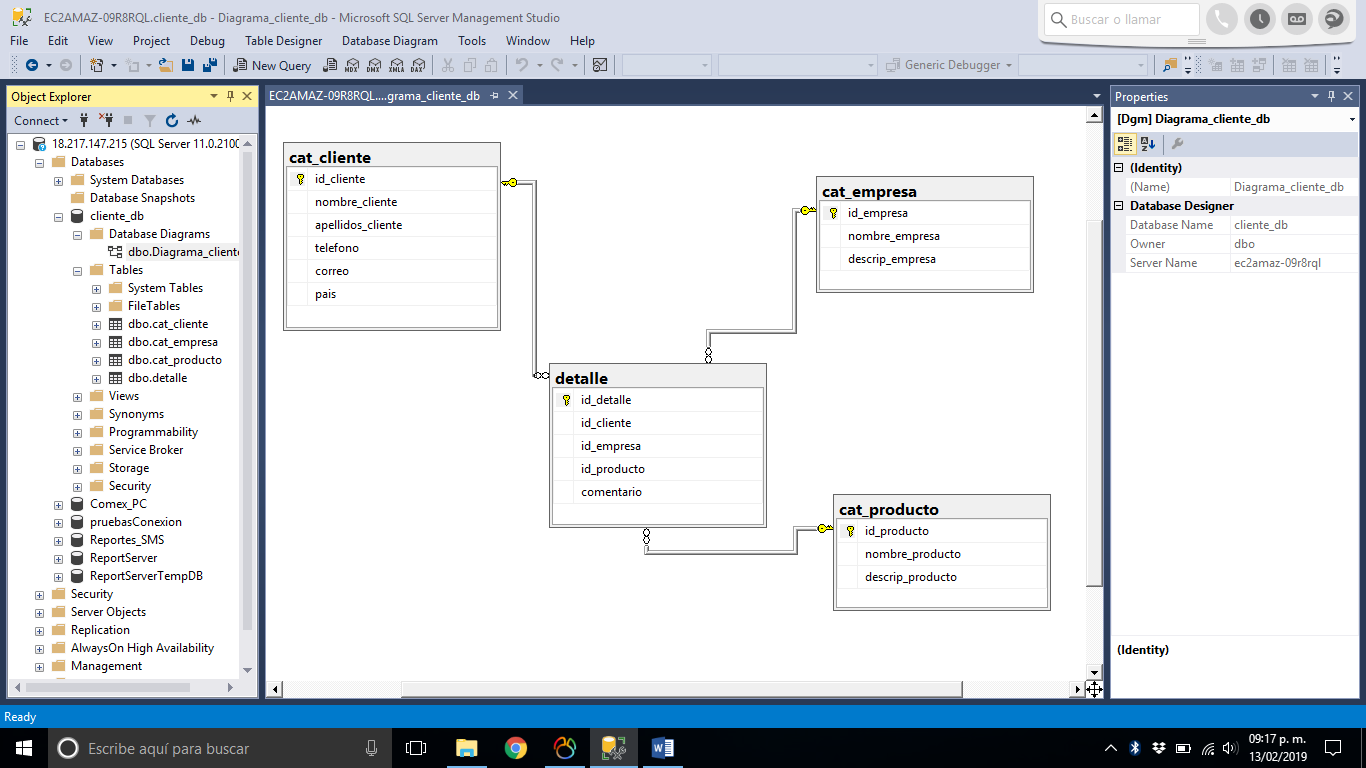 EC2AMAZ-09R8RQL.cliente_db - Diagrama_cliente_db - Microsoft SQL Server Management Studio
Buscar o llamar
File Edit View Project Debug Table Designer Database Diagram Tools Window Help
New Query
MDX
DMX
XMLA
DAX
Generic Debugger
Object Explorer
Connect
18.217.147.215 (SQL Server 11.0.2100
Databases
System Databases
Database Snapshots
cliente_db
Database Diagrams
dbo.Diagrama_client
Tables
System Tables
FileTables
dbo.cat_cliente
dbo.cat_empresa
dbo.cat_producto
dbo.detalle
Views
Synonyms
Programmability
Service Broker
Storage
Security
Comex_PC
pruebasConexion
Reportes_SMS
ReportServer
ReportServerTempDB
Security
Server Objects
Replication
AlwaysOn High Availability
Management
EC2AMAZ-09R8RQL....grama_cliente_db
cat_cliente
id_cliente
nombre_cliente
apellidos_cliente
telefono
correo
pais
cat_empresa
id_empresa
nombre_empresa
descrip_empresa
detalle
id_detalle
id_cliente
id_empresa
id_producto
comentario
cat_producto
id_producto
nombre_producto
descrip_producto
Properties
[Dgm] Diagrama_cliente_db
(Identity)
(Name) Diagrama_cliente_db
Database Designer
Database Name cliente_db
Owner dbo
Server Name ec2amaz-09r8rql
(Identity)
Ready
Escribe aquí para buscar
09:17 p. m.
13/02/2019